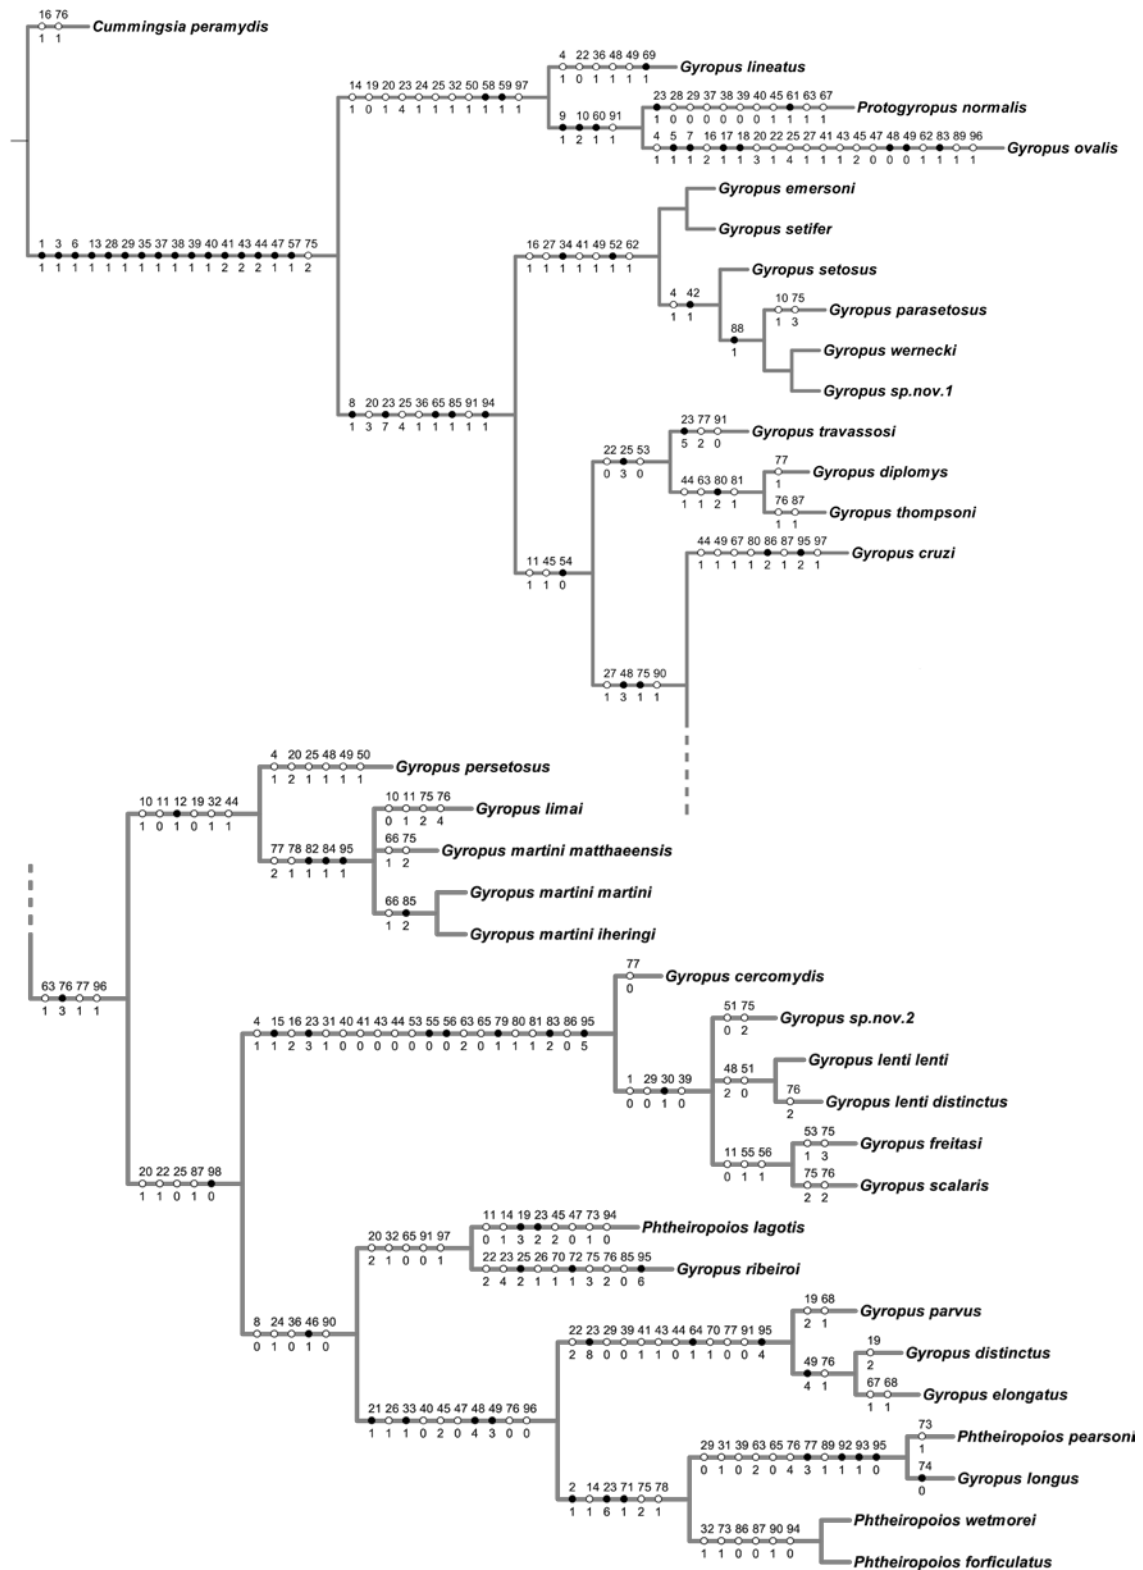 16 76
Cummingsia peramydis
1 1
4 22 36 48 49 69
Gyropus lineatus
1 0 1 1 1 1
14 19 20 23 24 25 32 50 58 59 97
1 0 1 4 1 1 1 1 1 1 1
23 28 29 37 38 39 40 45 61 63 67
Protogyropus normalis
1 0 0 0 0 0 0 1 1 1 1
9 10 60 91
1 2 1 1
4 5 7 16 17 18 20 22 25 27 41 43 45 47 48 49 62 83 89 96
Gyropus ovalis
1 1 1 2 1 1 3 1 4 1 1 1 2 0 0 0 1 1 1 1
Gyropus emersoni
Gyropus setifer
1 3 6 13 28 29 35 37 38 39 40 41 43 44 47 57 75
1 1 1 1 1 1 1 1 1 1 1 2 2 2 1 1 2
16 27 34 41 49 52 62
1 1 1 1 1 1 1
Gyropus setosus
4 42
1 1
10 75
Gyropus parasetosus
1 3
88
1
Gyropus wernecki
Gyropus sp.nov.1
8 20 23 25 36 65 85 91 94
1 3 7 4 1 1 1 1 1
23 77 91
Gyropus travassosi
5 2 0
22 25 53
0 3 0
77
Gyropus diplomys
1
44 63 80 81
1 1 2 1
76 87
Gyropus thompsoni
1 1
44 49 67 80 86 87 95 97
Gyropus cruzi
1 1 1 1 2 1 2 1
11 45 54
1 1 0
27 48 75 90
1 3 1 1
4 20 25 48 49 50
Gyropus persetosus
1 2 1 1 1 1
10 11 12 19 32 44
1 0 1 0 1 1
10 11 75 76
Gyropus limai
0 1 2 4
77 78 82 84 95
2 1 1 1 1
66 75
Gyropus martini matthaeensis
1 2
Gyropus martini martini
66 85
1 2
Gyropus martini iheringi
63 76 77 96
1 3 1 1
77
Gyropus cercomydis
0
4 15 16 23 31 40 41 43 44 53 55 56 63 65 79 80 81 83 86 95
1 1 2 3 1 0 0 0 0 0 0 0 2 0 1 1 1 2 0 5
51 75
Gyropus sp.nov.2
0 2
Gyropus lenti lenti
48 51
2 0
1 29 30 39
0 0 1 0
76
Gyropus lenti distinctus
2
53 75
Gyropus freitasi
1 3
11 55 56
0 1 1
75 76
Gyropus scalaris
2 2
20 22 25 87 98
1 1 0 1 0
11 14 19 23 45 47 73 94
Phtheiropoios lagotis
0 1 3 2 2 0 1 0
20 32 65 91 97
2 1 0 0 1
22 23 25 26 70 72 75 76 85 95
Gyropus ribeiroi
2 4 2 1 1 1 3 2 0 6
8 24 36 46 90
0 1 0 1 0
19 68
Gyropus parvus
2 1
22 23 29 39 41 43 44 64 70 77 91 95
2 8 0 0 1 1 0 1 1 0 0 4
19
Gyropus distinctus
2
49 76
4 1
67 68
Gyropus elongatus
1 1
21 26 33 40 45 47 48 49 76 96
1 1 1 0 2 0 4 3 0 0
73
Phtheiropoios pearsoni
1
29 31 39 63 65 76 77 89 92 93 95
0 1 0 2 0 4 3 1 1 1 0
74
Gyropus longus
0
2 14 23 71 75 78
1 1 6 1 2 1
Phtheiropoios wetmorei
32 73 86 87 90 94
1 1 0 0 1 0
Phtheiropoios forficulatus